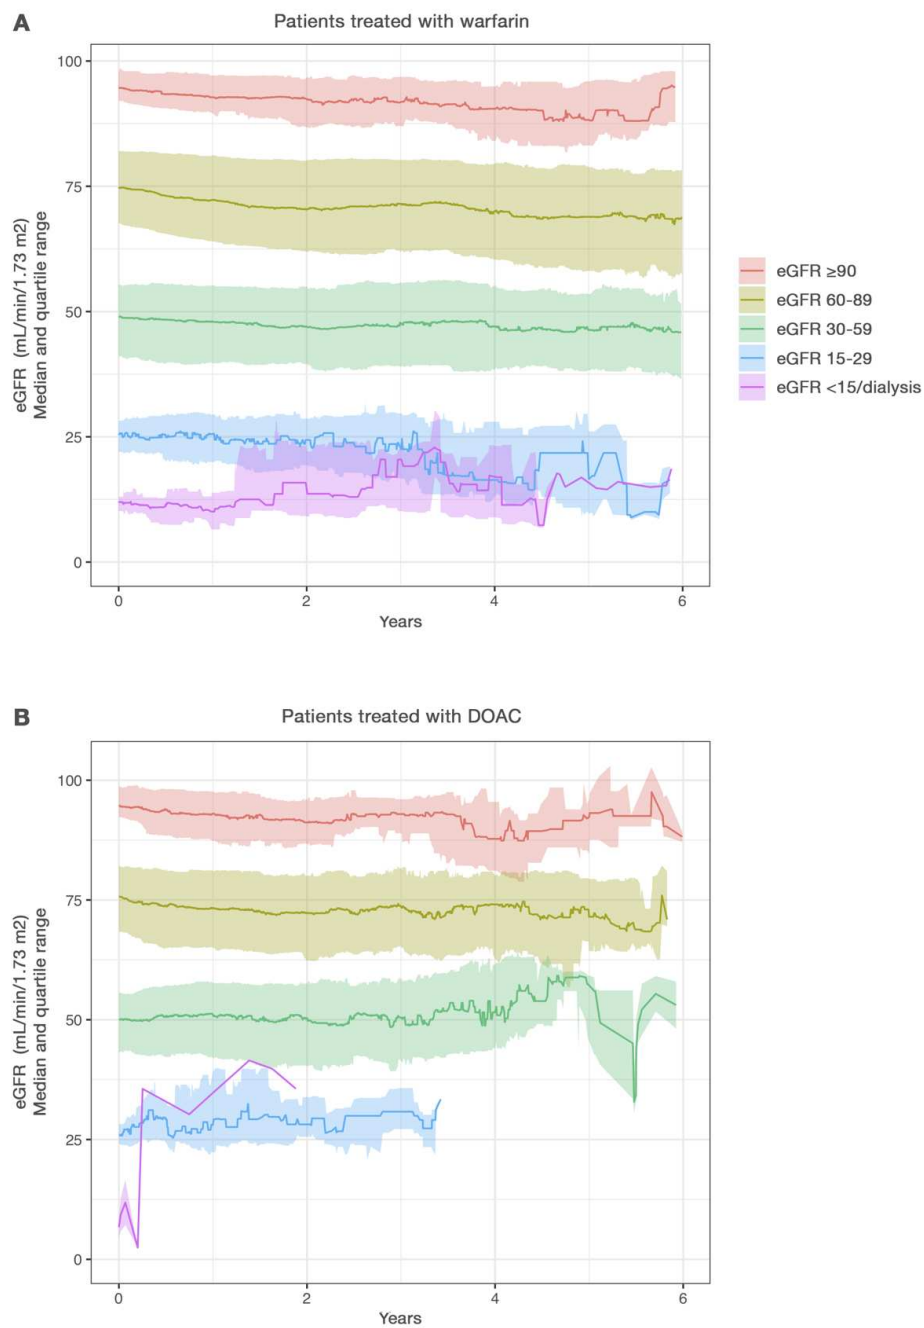 A
Patients treated with warfarin
100
75
50
25
0
eGFR (mL/min/1.73 m2)
Median and quartile range
0 2 4 6
Years
eGFR ≥90
eGFR 60-89
eGFR 30-59
eGFR 15-29
eGFR <15/dialysis
B
Patients treated with DOAC
100
75
50
25
0
eGFR (mL/min/1.73 m2)
Median and quartile range
0 2 4 6
Years